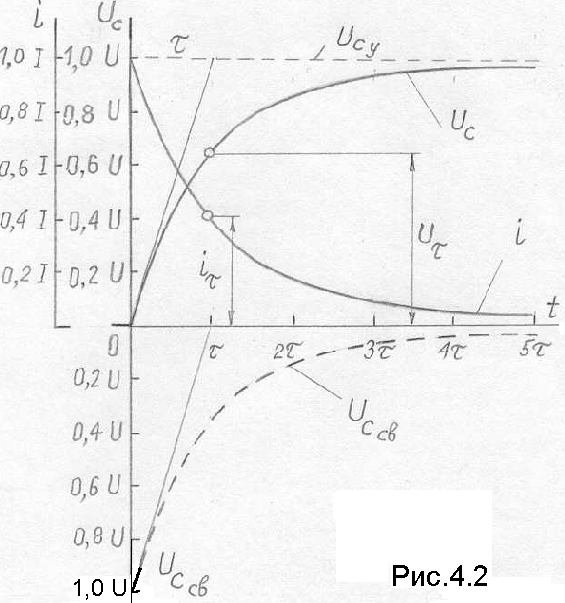 i U_c
τ U_cу
1,0 I 1,0 U
0,8 I 0,8 U
U_c
0,6 I 0,6 U
0,4 I 0,4 U
i_τ U_τ i
0,2 I 0,2 U
t
0 τ 2τ 3τ 4τ 5τ
0,2 U
U_c св
0,4 U
0,6 U
0,8 U
U_c св
1,0 U
Рис.4.2